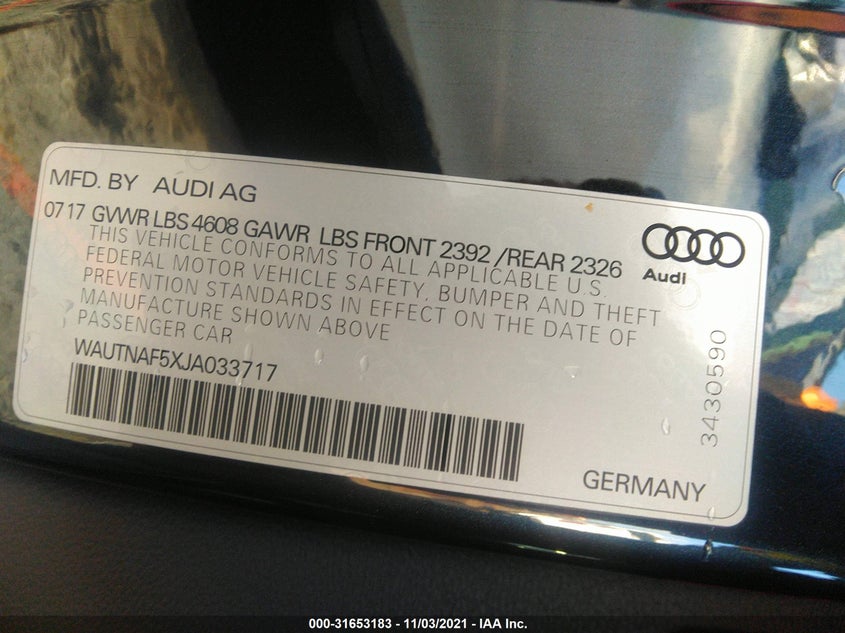 MFD. BY AUDI AG
07 17 GVWR LBS 4608 GAWR LBS FRONT 2392 /REAR 2326
THIS VEHICLE CONFORMS TO ALL APPLICABLE U.S.
FEDERAL MOTOR VEHICLE SAFETY, BUMPER AND THEFT
PREVENTION STANDARDS IN EFFECT ON THE DATE OF
MANUFACTURE SHOWN ABOVE
PASSENGER CAR
WAUTNAF5XJA033717
Audi
3430590
GERMANY
000-31653183 - 11/03/2021 - IAA Inc.